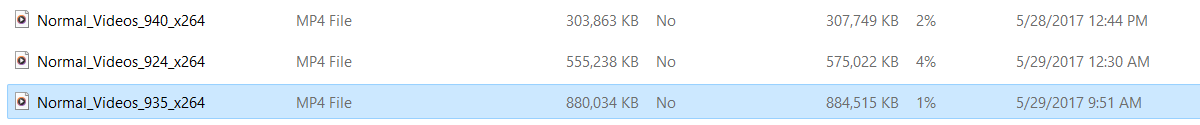 Normal_Videos_940_x264 MP4 File 303,863 KB No 307,749 KB 2% 5/28/2017 12:44 PM
Normal_Videos_924_x264 MP4 File 555,238 KB No 575,022 KB 4% 5/29/2017 12:30 AM
Normal_Videos_935_x264 MP4 File 880,034 KB No 884,515 KB 1% 5/29/2017 9:51 AM